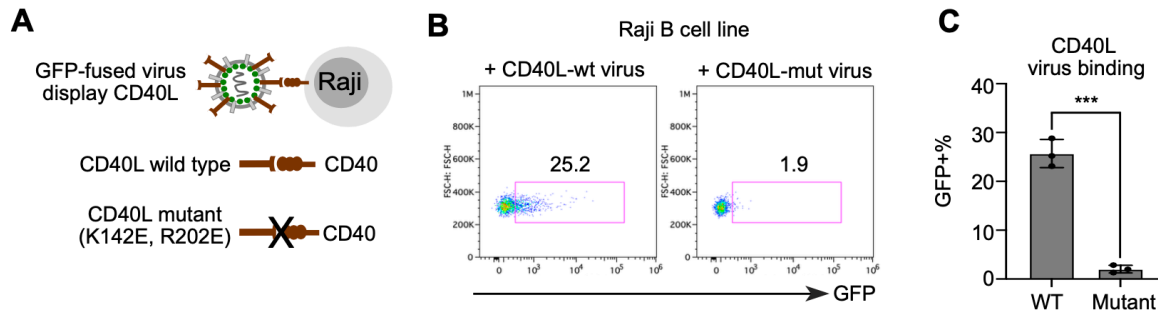 A
GFP-fused virus
display CD40L
Raji
CD40L wild type
CD40
CD40L mutant
(K142E, R202E)
CD40
B
Raji B cell line
+ CD40L-wt virus
+ CD40L-mut virus
FSC-H: FSC-H
1M
800K
600K
400K
200K
0
25.2
0
10³
10⁴
10⁵
10⁶
FSC-H: FSC-H
1M
800K
600K
400K
200K
0
1.9
0
10³
10⁴
10⁵
10⁶
GFP
C
CD40L
virus binding
***
GFP+%
40
30
20
10
0
WT
Mutant